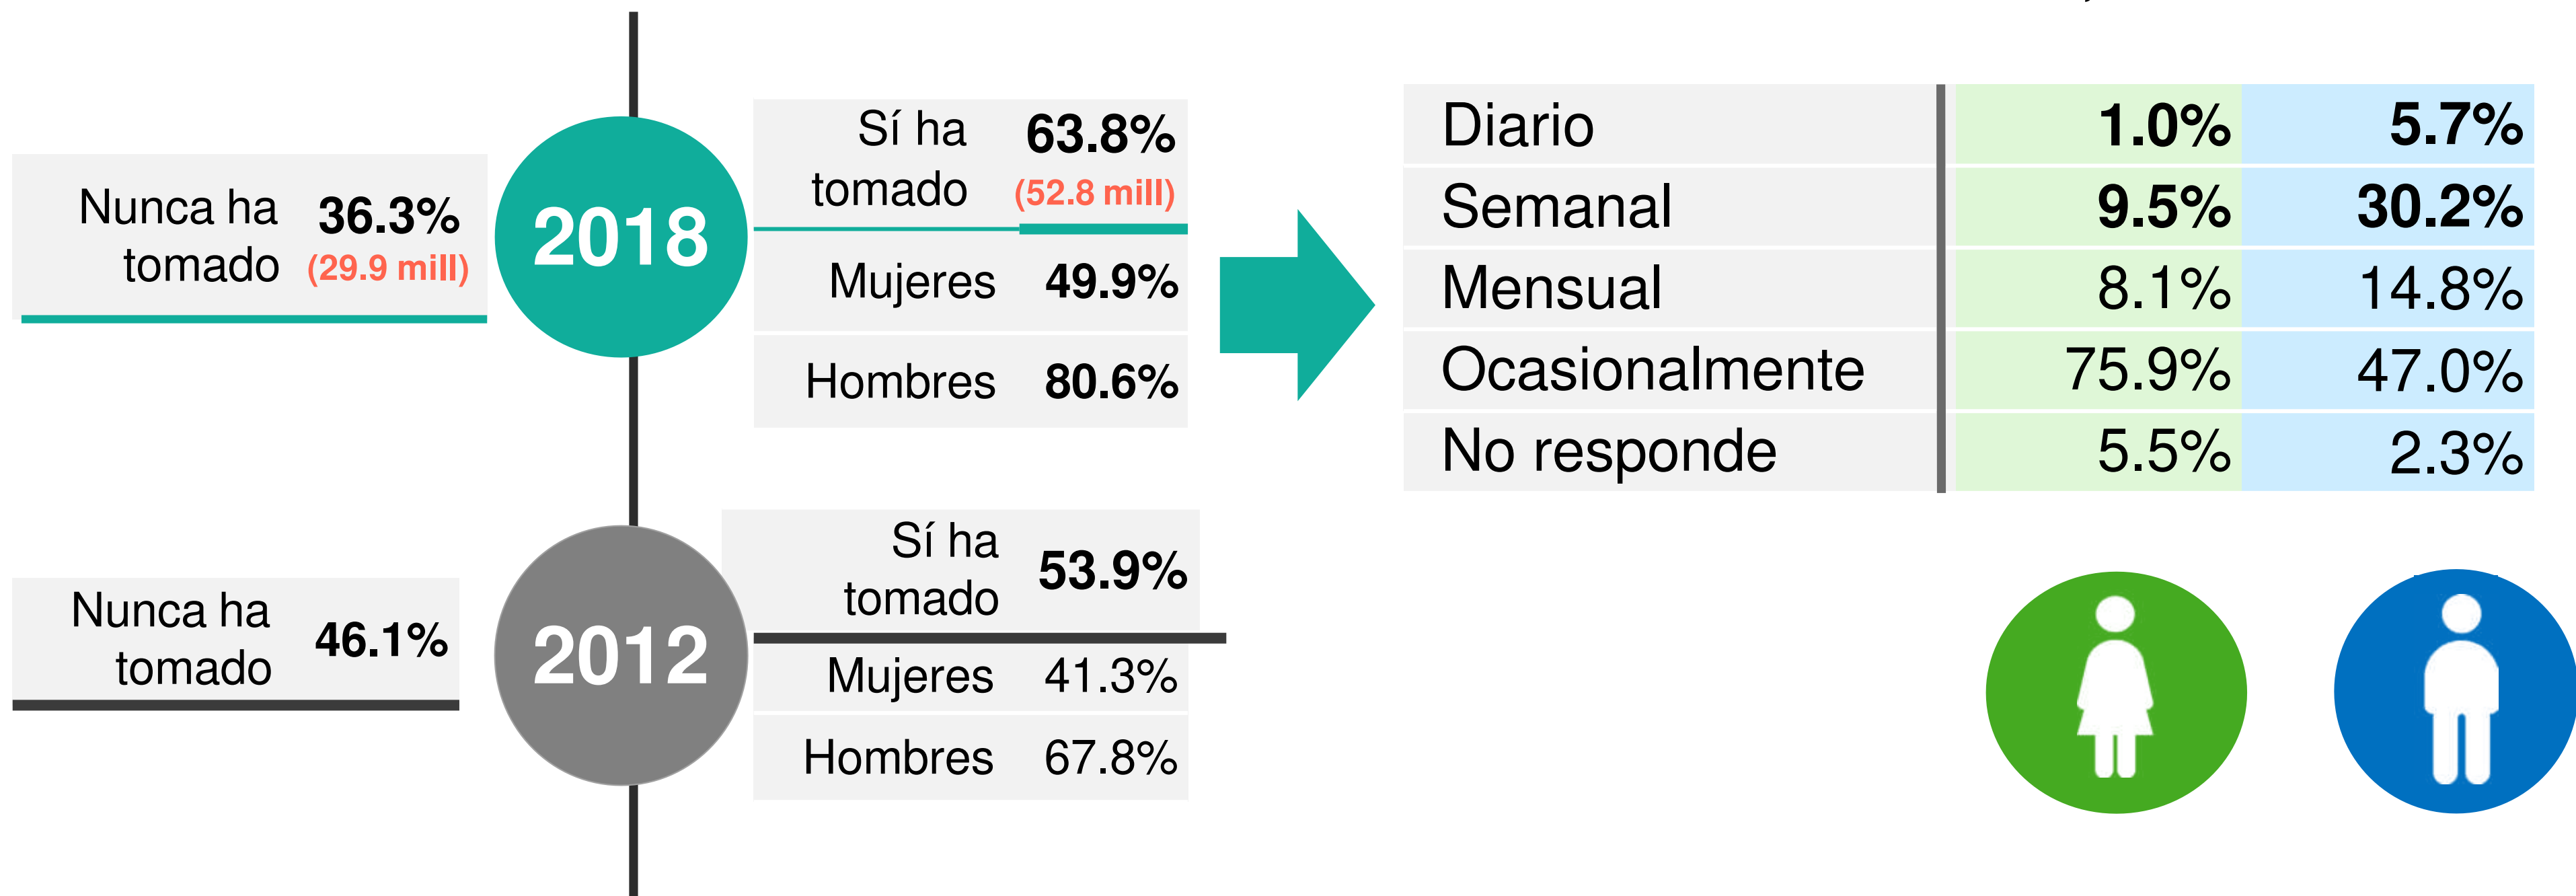 Nunca ha
tomado
36.3%
(29.9 mill)
2018
Sí ha
tomado
63.8%
(52.8 mill)
Mujeres 49.9%
Hombres 80.6%
Diario 1.0% 5.7%
Semanal 9.5% 30.2%
Mensual 8.1% 14.8%
Ocasionalmente 75.9% 47.0%
No responde 5.5% 2.3%
Nunca ha
tomado
46.1%
2012
Sí ha
tomado
53.9%
Mujeres 41.3%
Hombres 67.8%